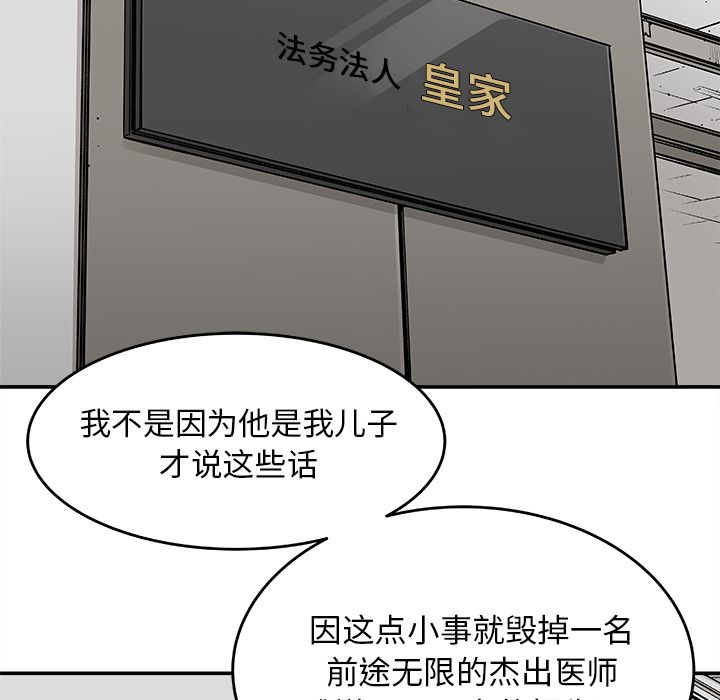 法务法人 皇家
我不是因为他是我儿子
才说这些话
因这点小事就毁掉一名
前途无限的杰出医师